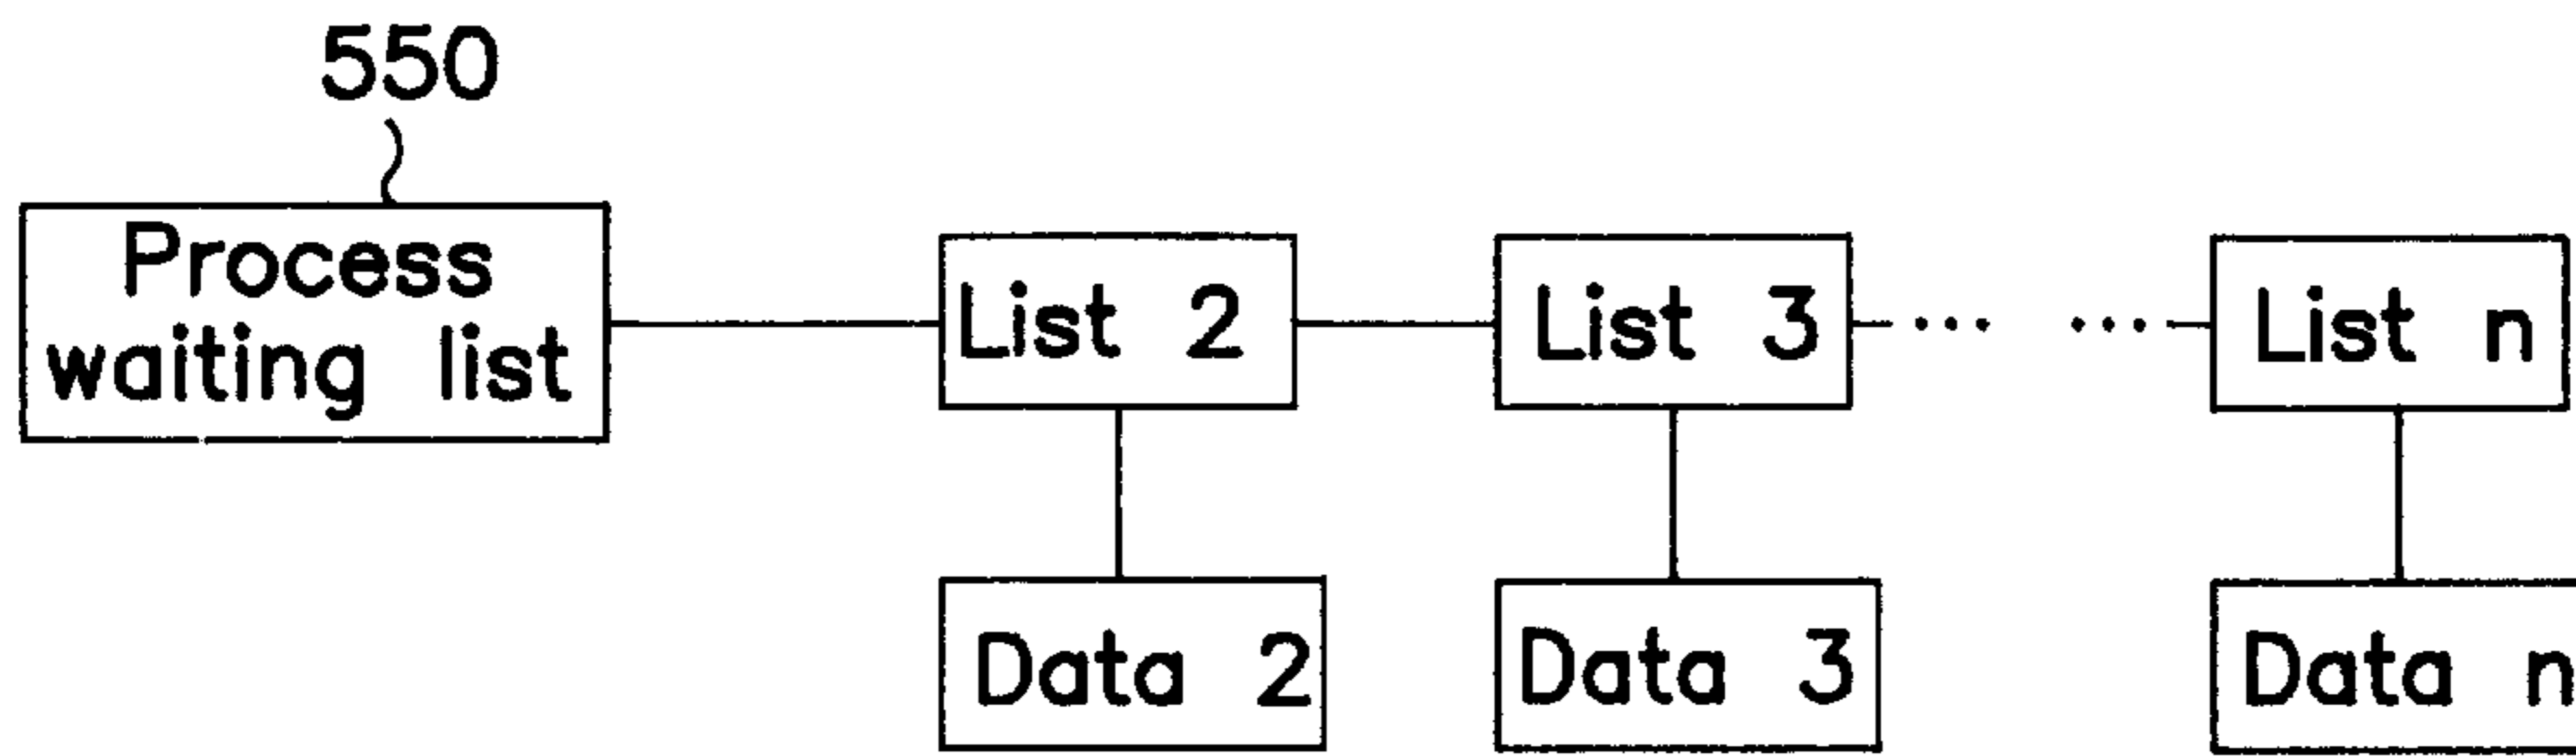 550
Process
waiting list
List 2
List 3
List n
Data 2
Data 3
Data n